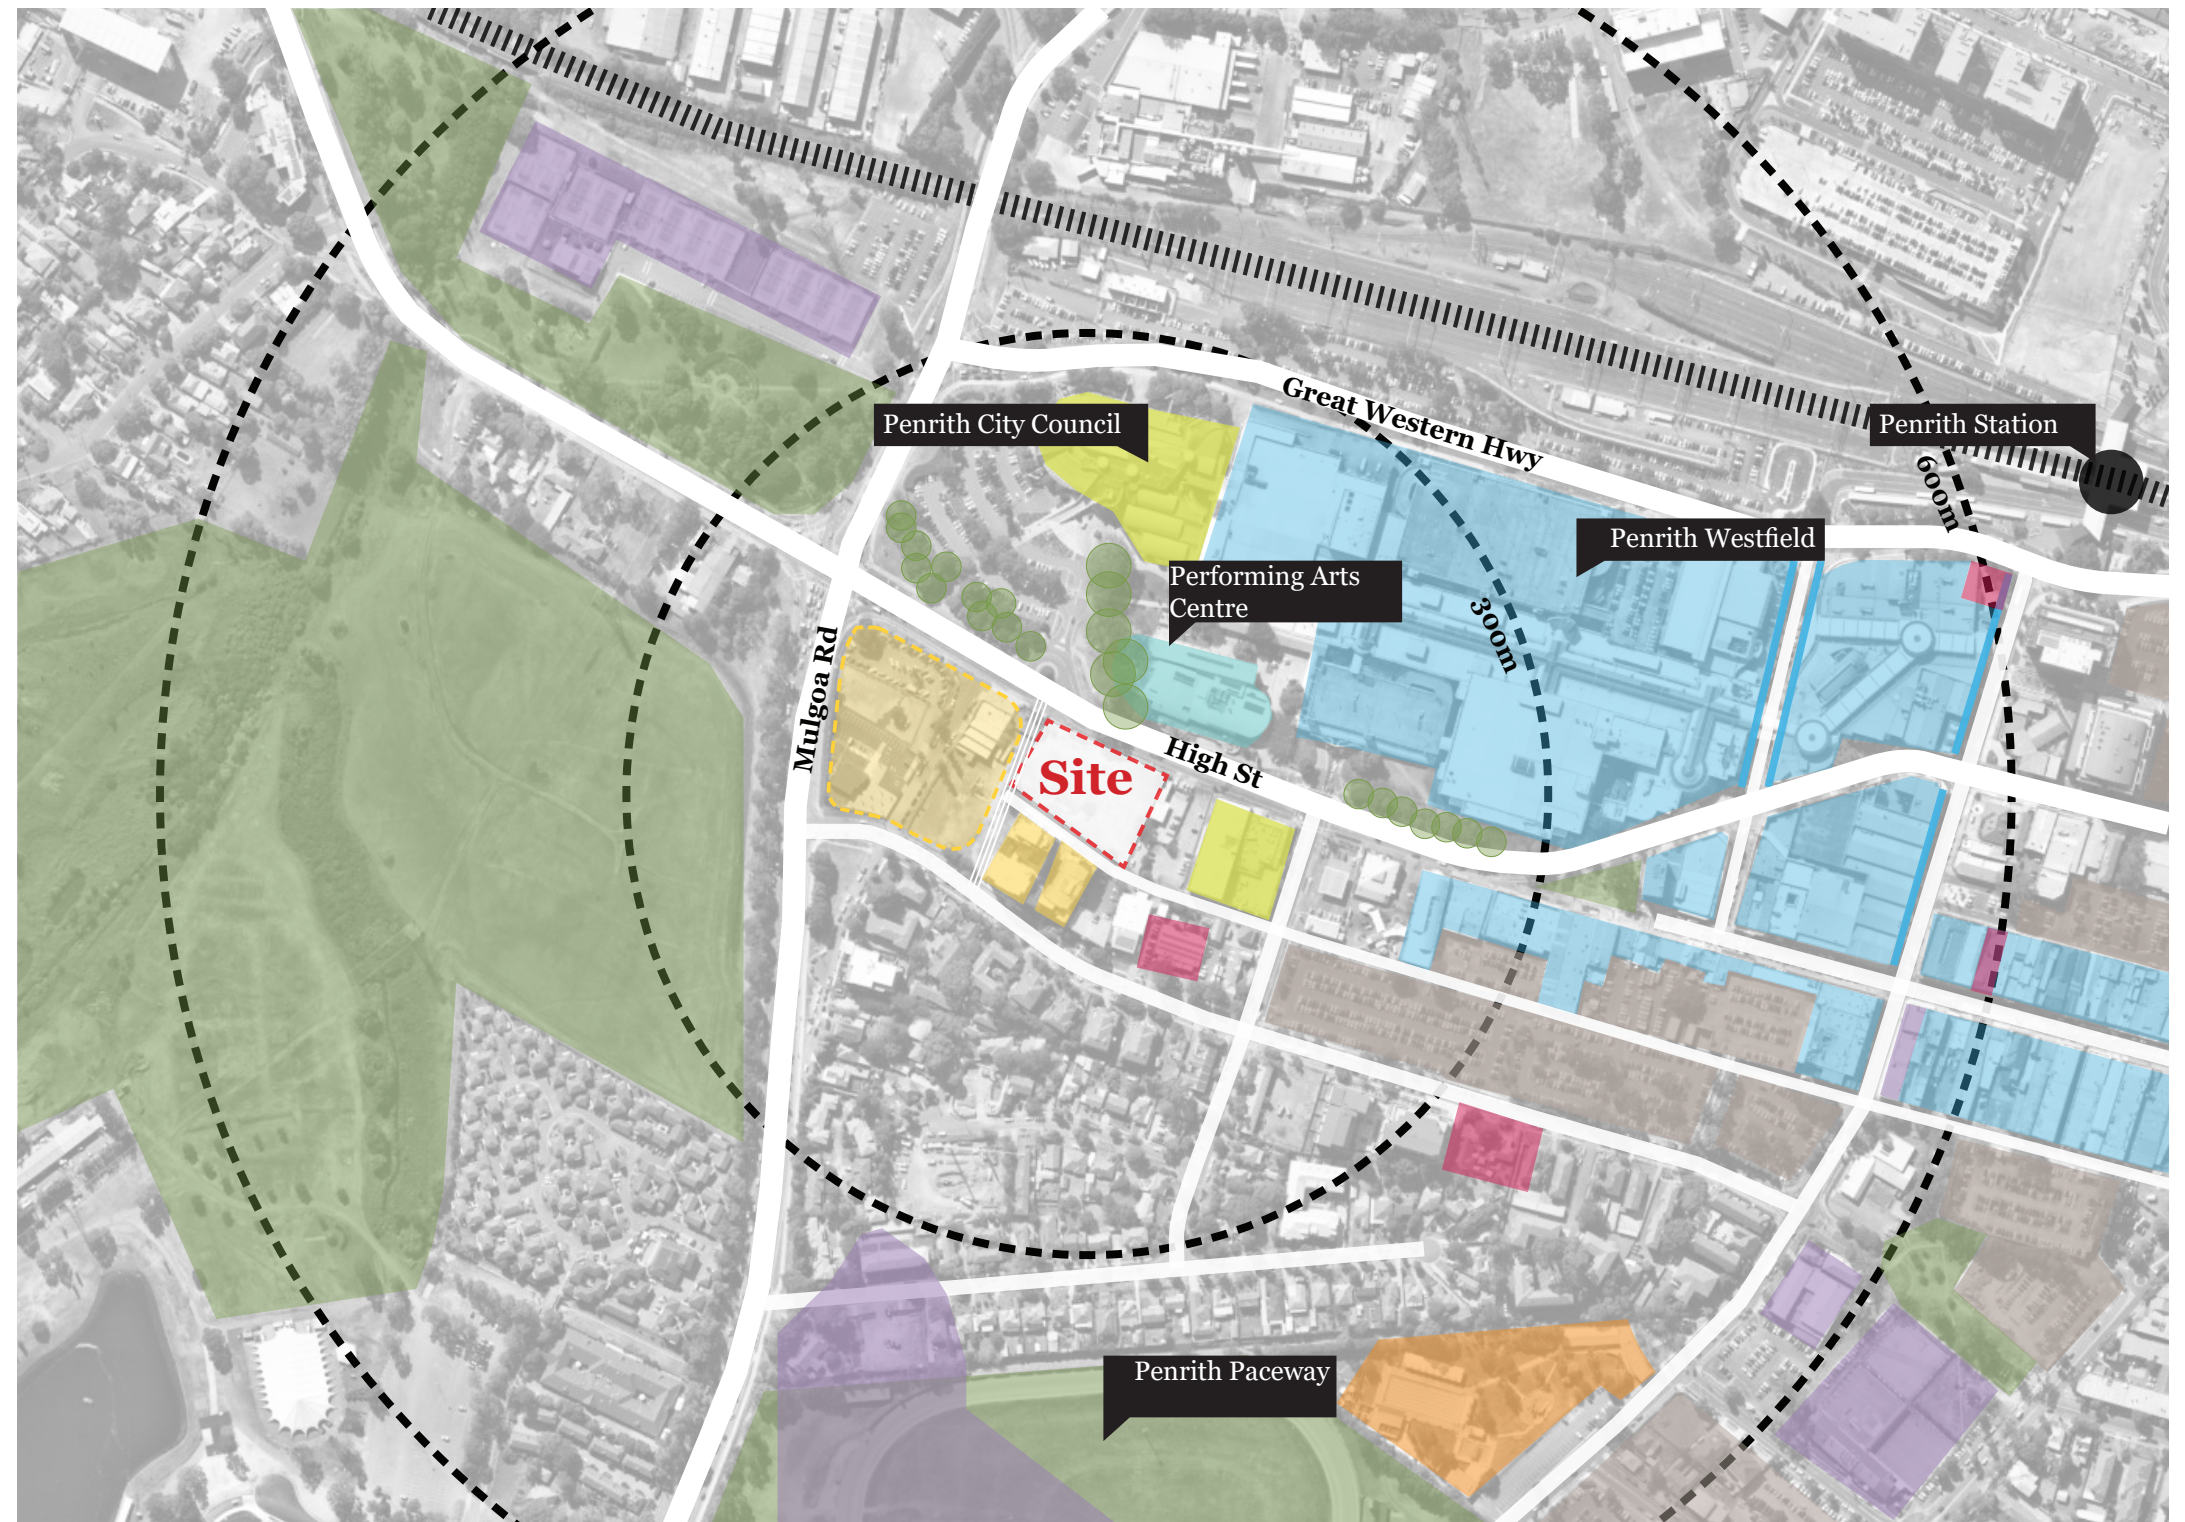 Great Western Hwy
Penrith City Council
Penrith Station
600m
Penrith Westfield
Performing Arts
Centre
300m
Mulgoa Rd
High St
Site
Penrith Paceway